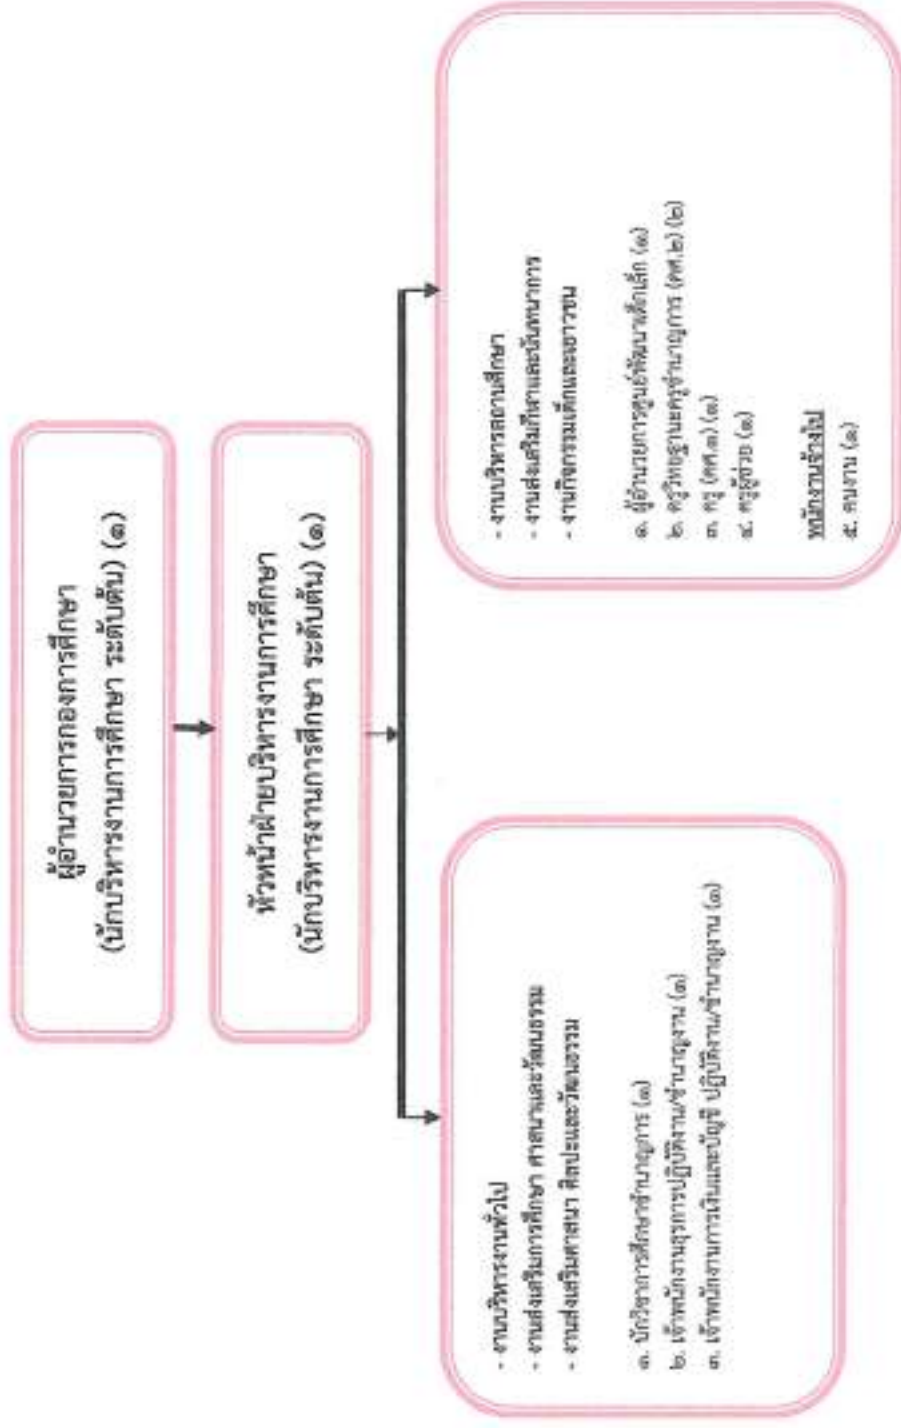 ผู้อำนวยการกองการศึกษา
(นักบริหารงานการศึกษา ระดับต้น) (๑)
หัวหน้าฝ่ายบริหารงานการศึกษา
(นักบริหารงานการศึกษา ระดับต้น) (๑)
- งานบริหารงานทั่วไป
- งานส่งเสริมการศึกษา ศาสนาและวัฒนธรรม
- งานส่งเสริมศาสนา ศิลปะและวัฒนธรรม
๑. นักวิชาการศึกษาชำนาญการ (๑)
๒. เจ้าพนักงานธุรการปฏิบัติงาน/ชำนาญงาน (๑)
๓. เจ้าพนักงานการเงินและบัญชี ปฏิบัติงาน/ชำนาญงาน (๑)
- งานบริหารสถานศึกษา
- งานส่งเสริมกีฬาและนันทนาการ
- งานกิจกรรมเด็กและเยาวชน
๑. ผู้อำนวยการศูนย์พัฒนาเด็กเล็ก (๑)
๒. ครูวิทยฐานะครูชำนาญการ (คศ.๒) (๒)
๓. ครู (คศ.๑) (๑)
๔. ครูผู้ช่วย (๑)
พนักงานจ้างทั่วไป
๕. คนงาน (๑)